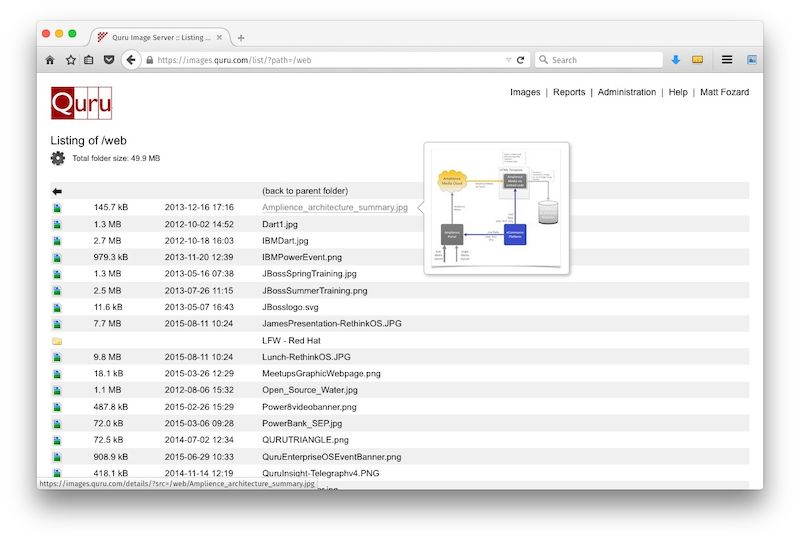 Quru Image Server :: Listing ...
https://images.quru.com/list/?path=/web
Search
Quru
Images | Reports | Administration | Help | Matt Fozard
Listing of /web
Total folder size: 49.9 MB
(back to parent folder)
145.7 kB 2013-12-16 17:16 Amplience_architecture_summary.jpg
1.3 MB 2012-10-02 14:52 Dart1.jpg
2.7 MB 2012-10-18 16:03 IBMDart.jpg
979.3 kB 2013-11-20 12:39 IBMPowerEvent.png
1.3 MB 2013-05-16 07:38 JBossSpringTraining.jpg
2.5 MB 2013-07-26 11:15 JBossSummerTraining.png
11.6 kB 2013-05-07 16:43 JBosslogo.svg
7.7 MB 2015-08-11 10:24 JamesPresentation-RethinkOS.JPG
LFW - Red Hat
9.8 MB 2015-08-11 10:24 Lunch-RethinkOS.JPG
18.1 kB 2015-03-26 12:29 MeetupsGraphicWebpage.png
1.1 MB 2012-08-06 15:32 Open_Source_Water.jpg
487.8 kB 2015-02-26 15:29 Power8videobanner.png
72.0 kB 2015-03-06 09:28 PowerBank_SEP.jpg
72.5 kB 2014-07-02 12:34 QURUTRIANGLE.png
908.9 kB 2015-06-29 10:33 QuruEnterpriseOSEventBanner.png
418.1 kB 2014-11-14 12:19 QuruInsight-Telegraphv4.PNG
https://images.quru.com/details/?src=/web/Amplience_architecture_summary.jpg
Amplience
Media Cloud
HTML Template
Amplience
Portal
eCommerce
Platform